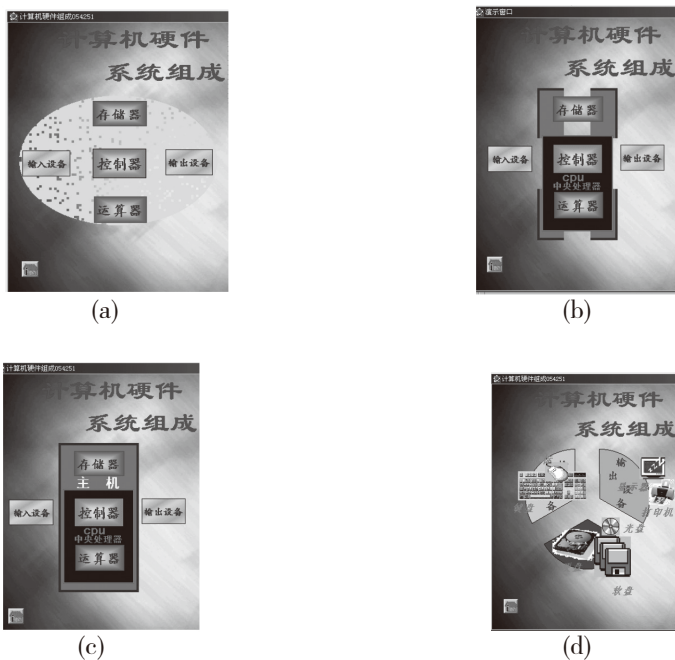 计算机硬件组成054251
计算机硬件
系统组成
存储器
输入设备 控制器 输出设备
运算器
(a)
演示窗口
计算机硬件
系统组成
存储器
输入设备 控制器 输出设备
cpu
中央处理器
运算器
(b)
计算机硬件组成054251
计算机硬件
系统组成
存储器
主 机
输入设备 控制器 输出设备
cpu
中央处理器
运算器
(c)
计算机硬件组成054251
计算机硬件
系统组成
输
出
设
备
备
打印机
光盘
软盘
(d)